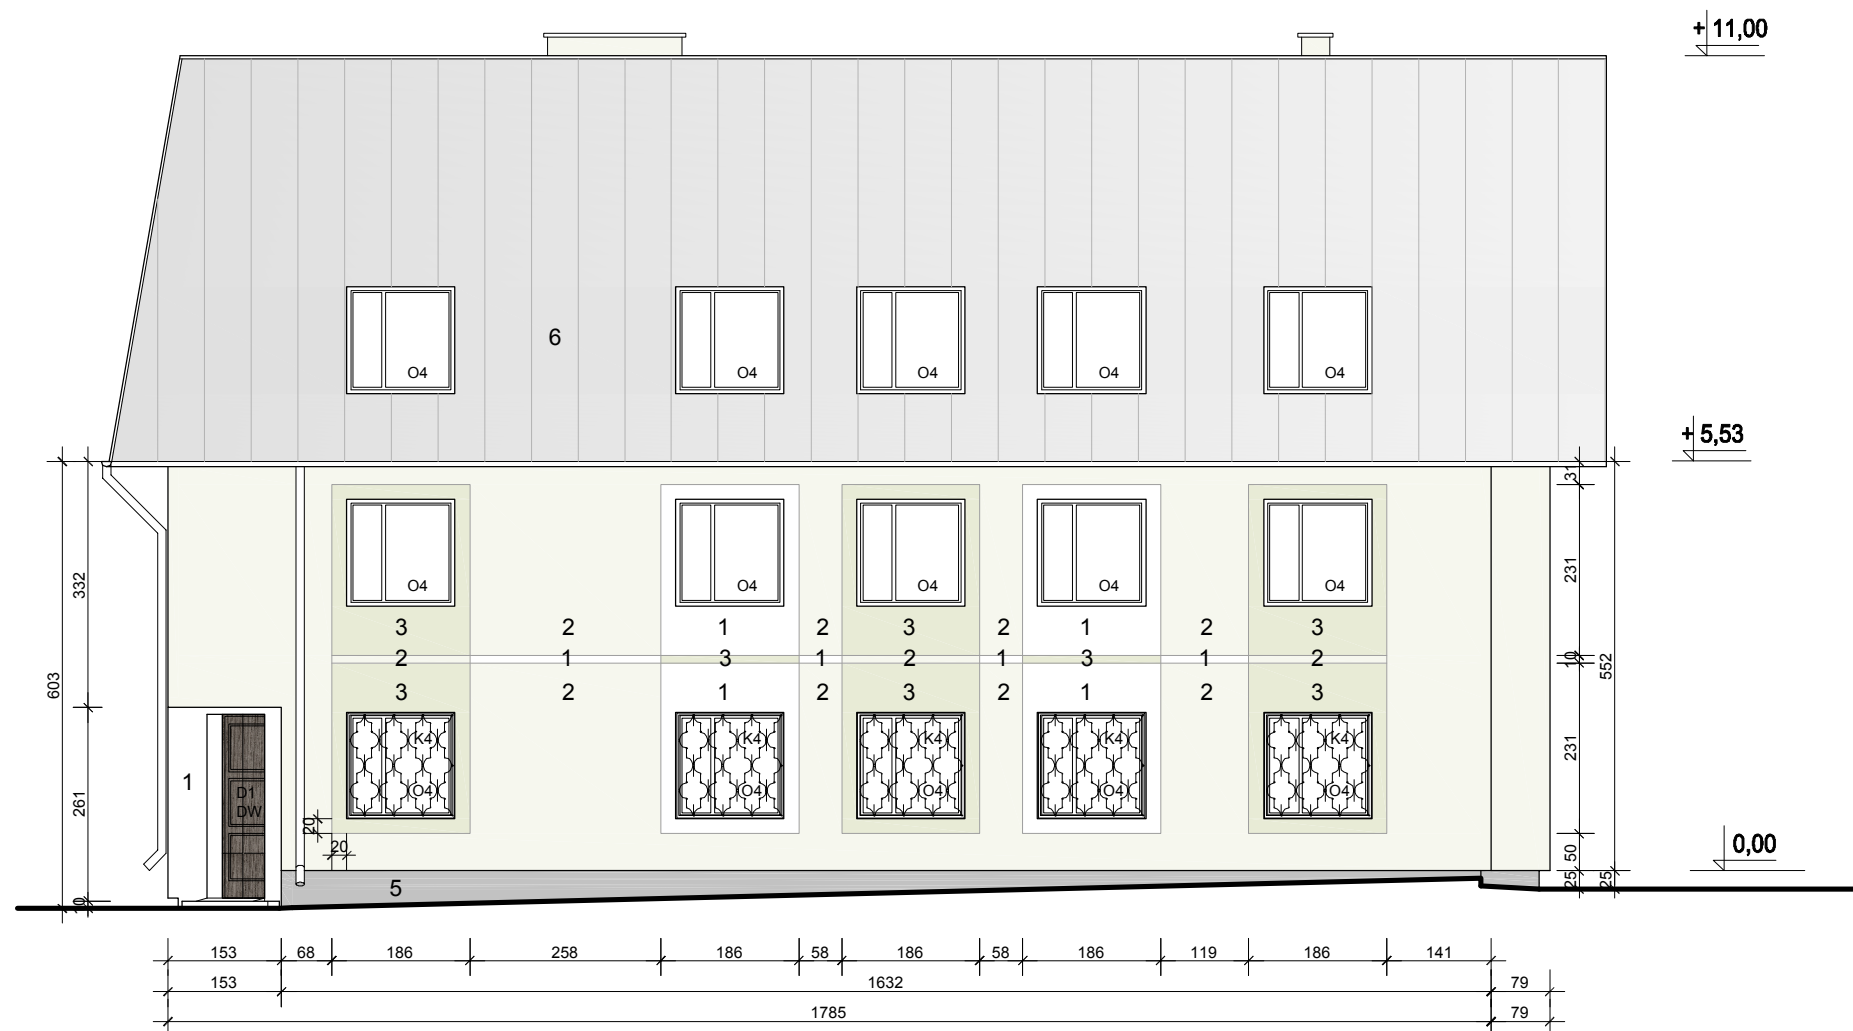 + 11,00
6
O4 O4 O4 O4 O4
+ 5,53
31
332 231
O4 O4 O4 O4 O4
3 2 1 2 3 2 1 2 3
2 1 3 1 2 1 3 1 2
10
603 552
3 2 1 2 3 2 1 2 3
K4 K4 K4 K4 K4
1 D1 O4 O4 O4 O4 O4
261 DW 231
20
20 50 0,00
5 25 25
153 68 186 258 186 58 186 58 186 119 186 141
153 1632 79
1785 79